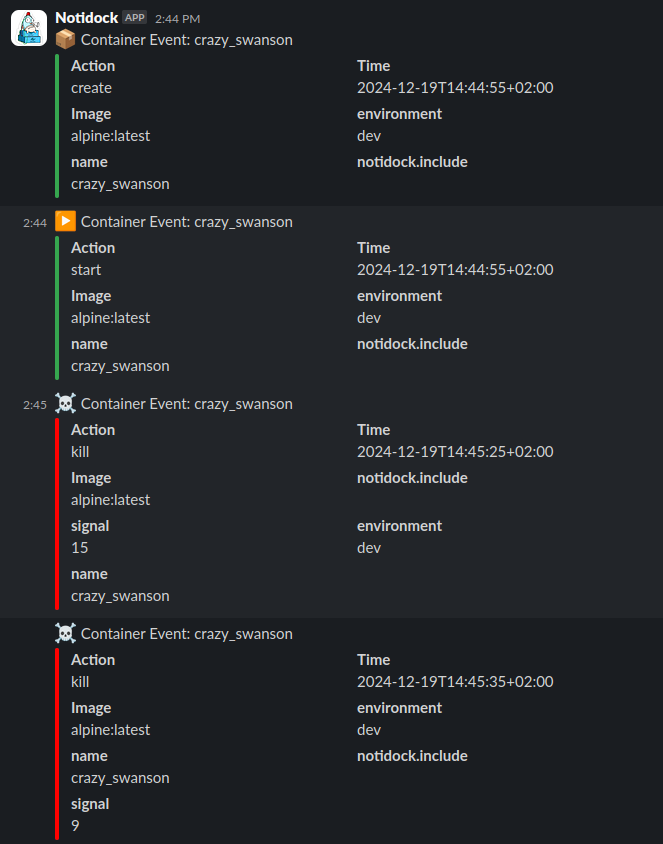 Notidock APP 2:44 PM
Container Event: crazy_swanson
Action Time
create 2024-12-19T14:44:55+02:00
Image environment
alpine:latest dev
name notidock.include
crazy_swanson
2:44 Container Event: crazy_swanson
Action Time
start 2024-12-19T14:44:55+02:00
Image environment
alpine:latest dev
name notidock.include
crazy_swanson
2:45 Container Event: crazy_swanson
Action Time
kill 2024-12-19T14:45:25+02:00
Image notidock.include
alpine:latest
signal environment
15 dev
name
crazy_swanson
Container Event: crazy_swanson
Action Time
kill 2024-12-19T14:45:35+02:00
Image environment
alpine:latest dev
name notidock.include
crazy_swanson
signal
9